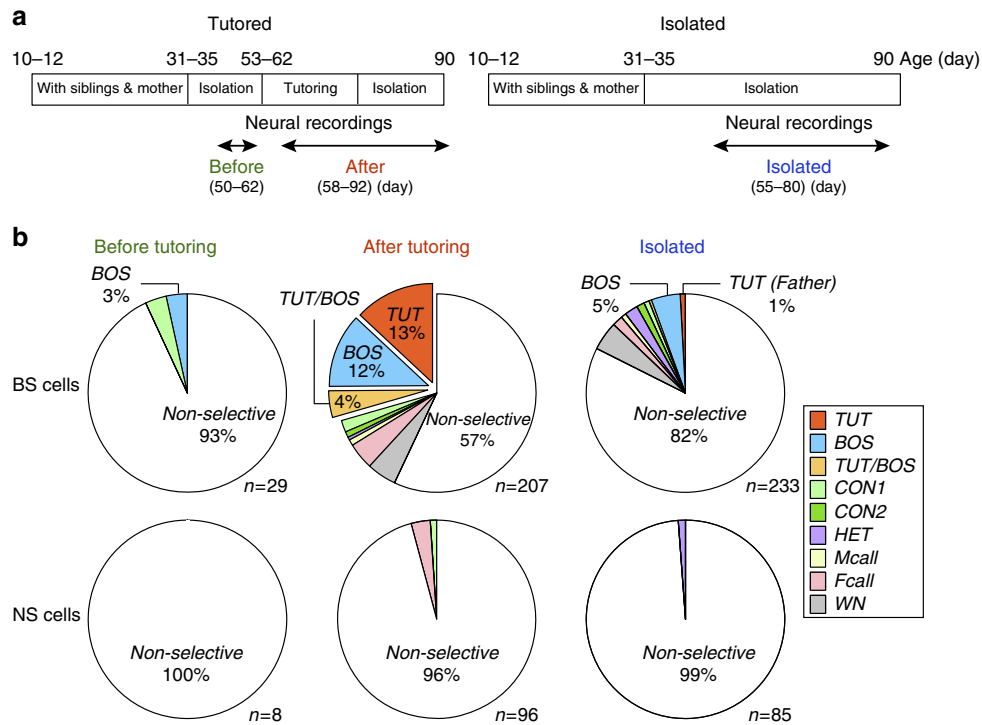 a
Tutored
Isolated
10–12 31–35 53–62 90 10–12 31–35 90 Age (day)
With siblings & mother Isolation Tutoring Isolation With siblings & mother Isolation
Neural recordings Neural recordings
Before After Isolated
(50–62) (58–92) (day) (55–80) (day)
b
Before tutoring After tutoring Isolated
BS cells
BOS
3%
Non-selective
93%
n=29
TUT/BOS
TUT
13%
BOS
12%
4%
Non-selective
57%
n=207
BOS
5%
TUT (Father)
1%
Non-selective
82%
n=233
NS cells
Non-selective
100%
n=8
Non-selective
96%
n=96
Non-selective
99%
n=85
TUT
BOS
TUT/BOS
CON1
CON2
HET
Mcall
Fcall
WN